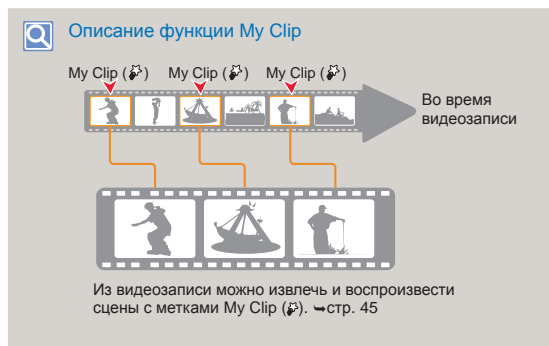 Описание функции My Clip
My Clip ( ) My Clip ( ) My Clip ( )
Во время
видеозаписи
Из видеозаписи можно извлечь и воспроизвести
сцены с метками My Clip ( ). ➥стр. 45